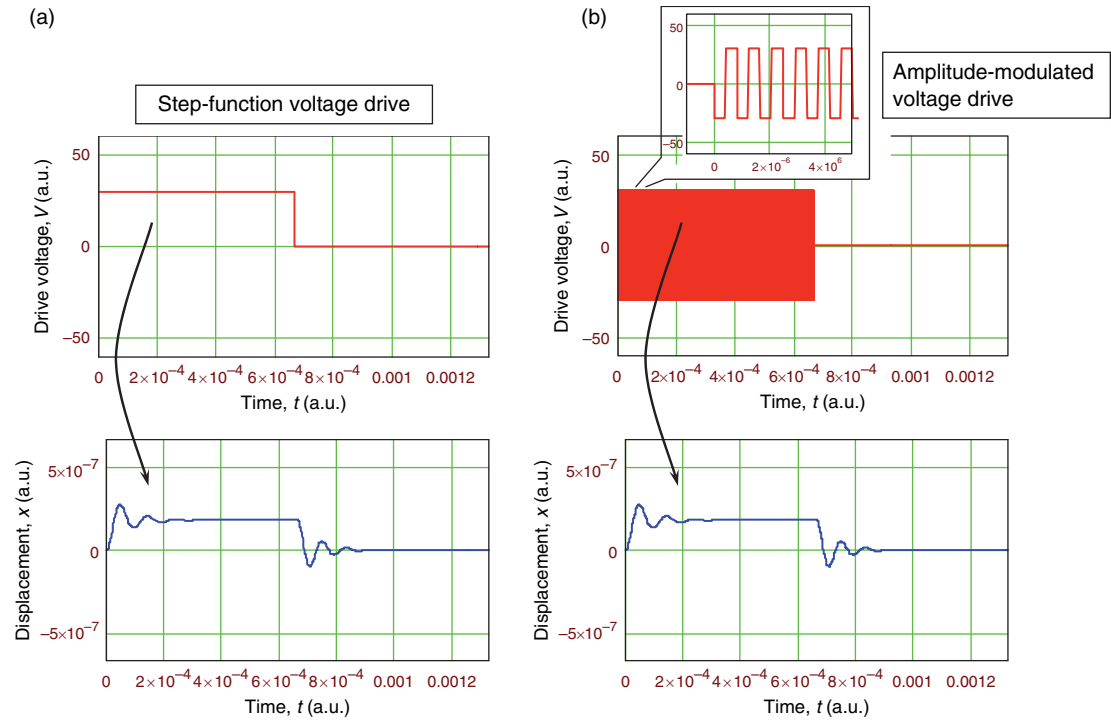 (a)
Step-function voltage drive
50
0
−50
Drive voltage, V (a.u.)
0 2×10⁻⁴ 4×10⁻⁴ 6×10⁻⁴ 8×10⁻⁴ 0.001 0.0012
Time, t (a.u.)
5×10⁻⁷
0
−5×10⁻⁷
Displacement, x (a.u.)
0 2×10⁻⁴ 4×10⁻⁴ 6×10⁻⁴ 8×10⁻⁴ 0.001 0.0012
Time, t (a.u.)
(b)
50
0
−50
0 2×10⁻⁶ 4×10⁶
Amplitude-modulated
voltage drive
50
0
−50
Drive voltage, V (a.u.)
0 2×10⁻⁴ 4×10⁻⁴ 6×10⁻⁴ 8×10⁻⁴ 0.001 0.0012
Time, t (a.u.)
5×10⁻⁷
0
−5×10⁻⁷
Displacement, x (a.u.)
0 2×10⁻⁴ 4×10⁻⁴ 6×10⁻⁴ 8×10⁻⁴ 0.001 0.0012
Time, t (a.u.)